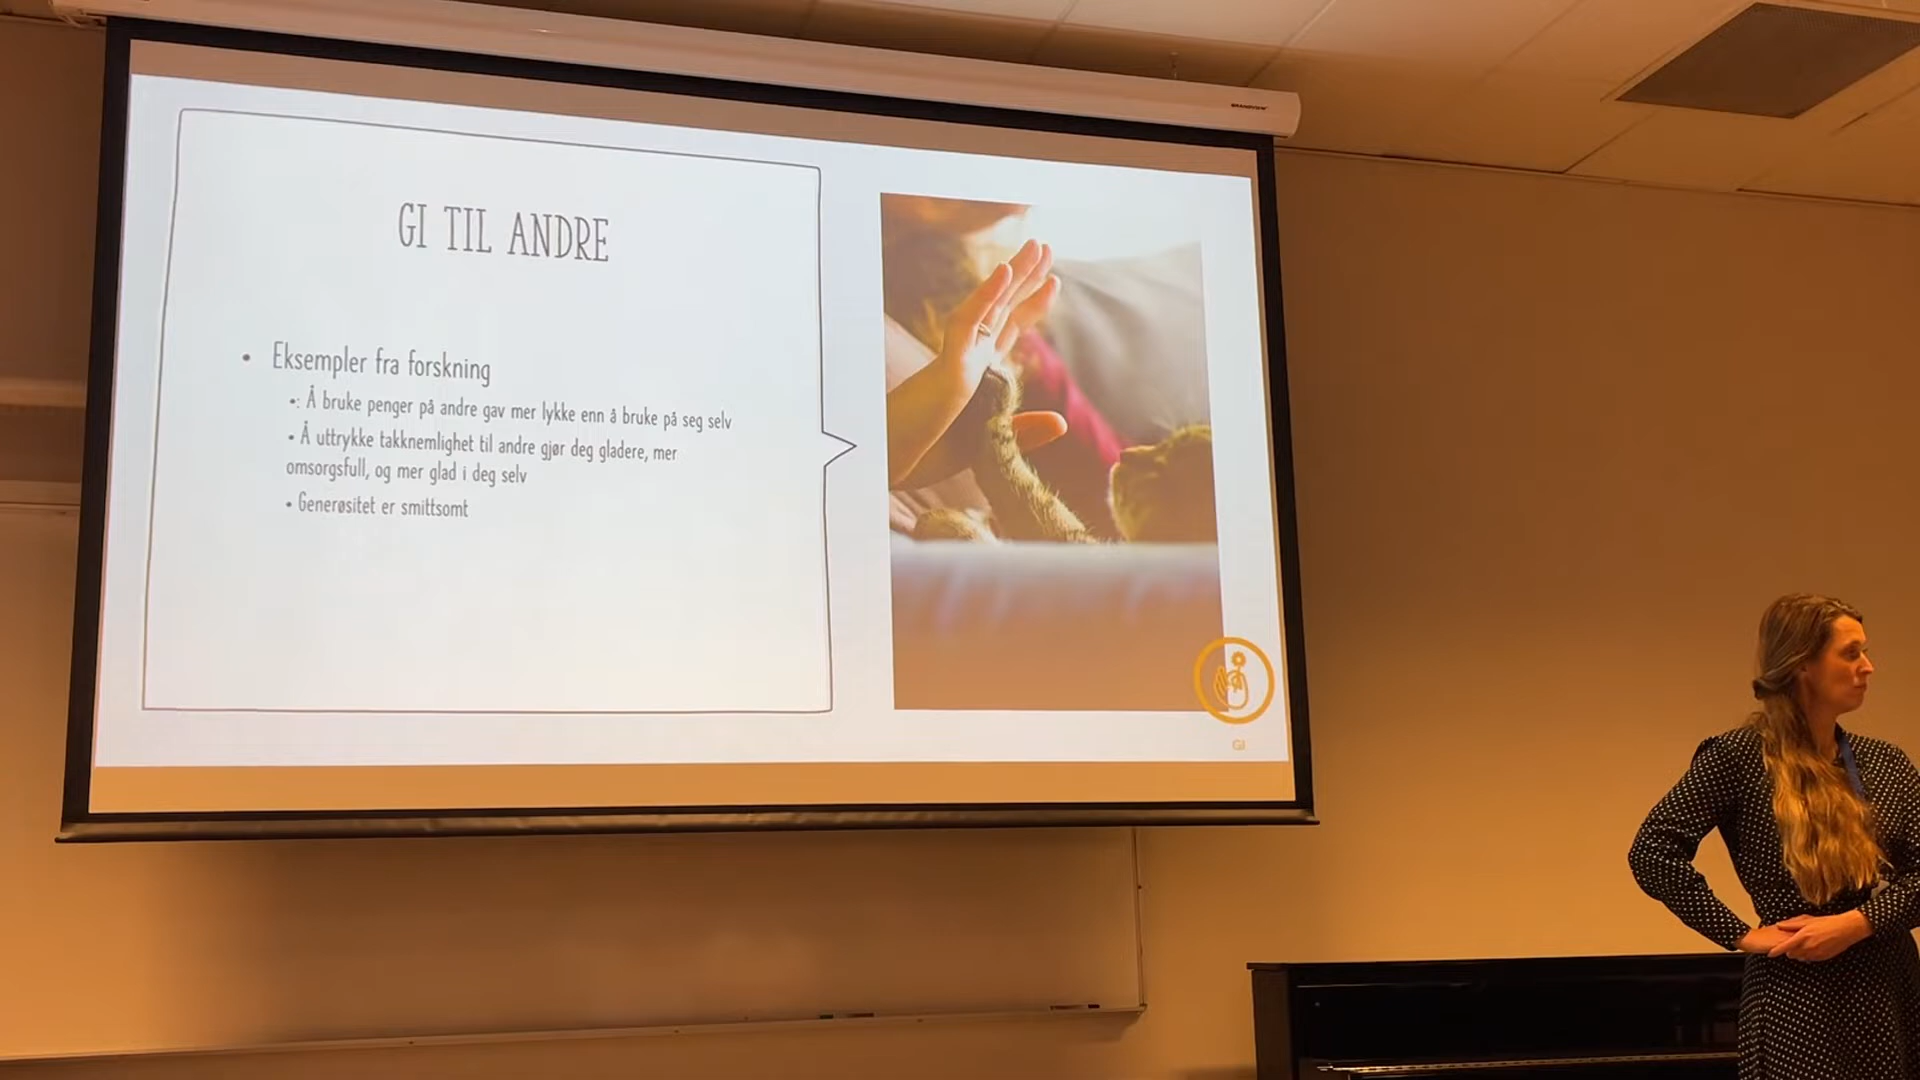 GI TIL ANDRE
• Eksempler fra forskning
•: Å bruke penger på andre gav mer lykke enn å bruke på seg selv
• Å uttrykke takknemlighet til andre gjør deg gladere, mer
omsorgsfull, og mer glad i deg selv
• Generøsitet er smittsomt
GI